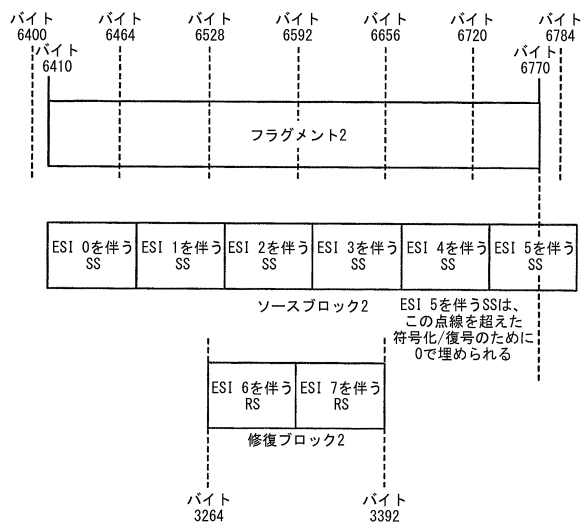 バイト
6400
バイト
6464
バイト
6528
バイト
6592
バイト
6656
バイト
6720
バイト
6784
バイト
6410
バイト
6770
フラグメント2
ESI 0を伴う
SS
ESI 1を伴う
SS
ESI 2を伴う
SS
ESI 3を伴う
SS
ESI 4を伴う
SS
ESI 5を伴う
SS
ソースブロック2
ESI 5を伴うSSは、
この点線を超えた
符号化/復号のために
0で埋められる
ESI 6を伴う
RS
ESI 7を伴う
RS
修復ブロック2
バイト
3264
バイト
3392